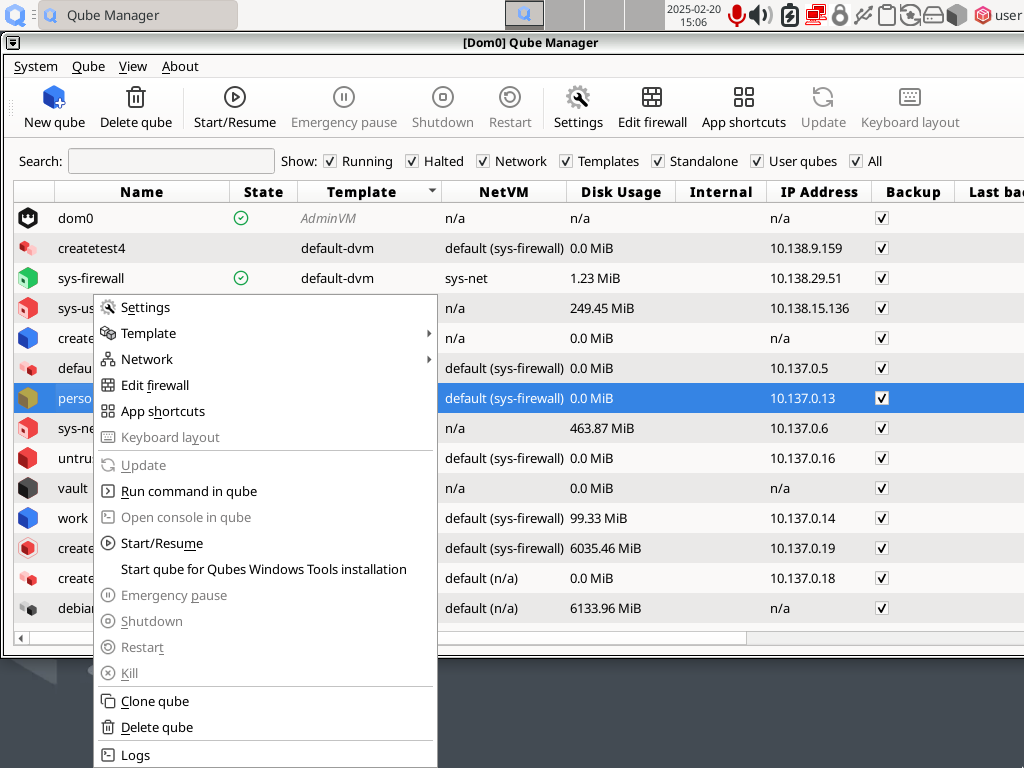 Qube Manager
2025-02-20
15:06
user
[Dom0] Qube Manager
System Qube View About
New qube Delete qube Start/Resume Emergency pause Shutdown Restart Settings Edit firewall App shortcuts Update Keyboard layout
Search: Show: Running Halted Network Templates Standalone User qubes All
Name State Template NetVM Disk Usage Internal IP Address Backup Last bac
dom0 AdminVM n/a n/a n/a
createtest4 default-dvm default (sys-firewall) 0.0 MiB 10.138.9.159
sys-firewall default-dvm sys-net 1.23 MiB 10.138.29.51
sys-us n/a 249.45 MiB 10.138.15.136
create n/a 0.0 MiB n/a
defau default (sys-firewall) 0.0 MiB 10.137.0.5
perso default (sys-firewall) 0.0 MiB 10.137.0.13
sys-ne n/a 463.87 MiB 10.137.0.6
untru default (sys-firewall) 0.0 MiB 10.137.0.16
vault n/a 0.0 MiB n/a
work default (sys-firewall) 99.33 MiB 10.137.0.14
create default (sys-firewall) 6035.46 MiB 10.137.0.19
create default (n/a) 0.0 MiB 10.137.0.18
debian default (n/a) 6133.96 MiB n/a
Settings
Template
Network
Edit firewall
App shortcuts
Keyboard layout
Update
Run command in qube
Open console in qube
Start/Resume
Start qube for Qubes Windows Tools installation
Emergency pause
Shutdown
Restart
Kill
Clone qube
Delete qube
Logs